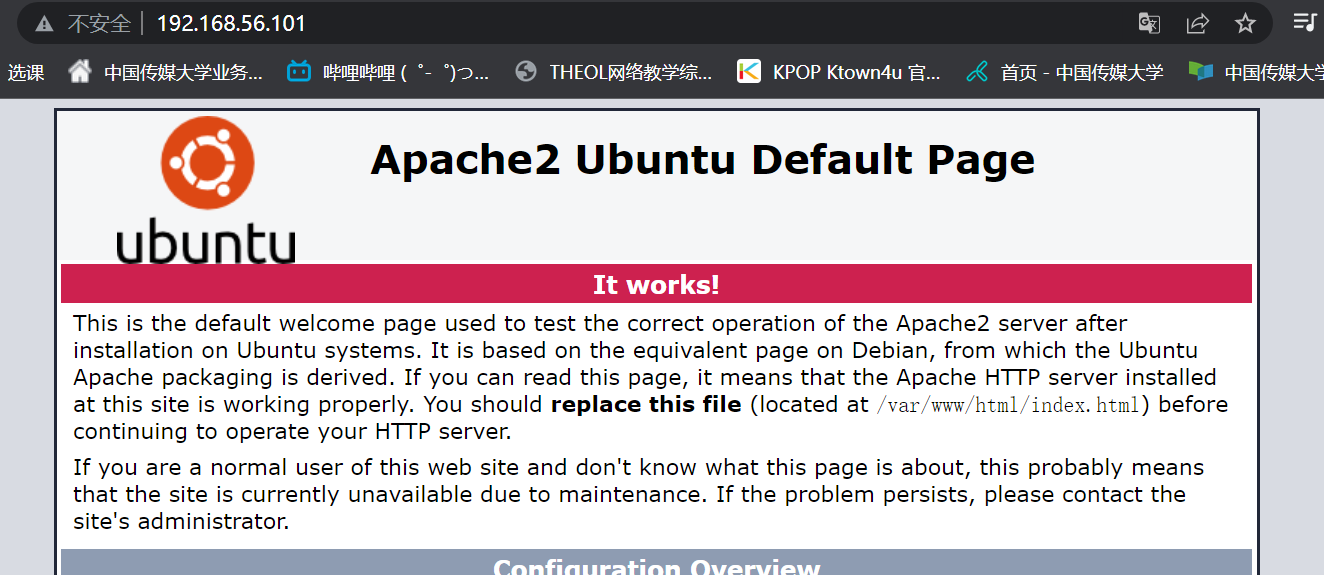 不安全 192.168.56.101
选课 中国传媒大学业务... 哔哩哔哩 ( ゜- ゜)つ... THEOL网络教学综... KPOP Ktown4u 官... 首页 - 中国传媒大学 中国传媒大学
ubuntu
Apache2 Ubuntu Default Page
It works!
This is the default welcome page used to test the correct operation of the Apache2 server after
installation on Ubuntu systems. It is based on the equivalent page on Debian, from which the Ubuntu
Apache packaging is derived. If you can read this page, it means that the Apache HTTP server installed
at this site is working properly. You should replace this file (located at /var/www/html/index.html) before
continuing to operate your HTTP server.
If you are a normal user of this web site and don't know what this page is about, this probably means
that the site is currently unavailable due to maintenance. If the problem persists, please contact the
site's administrator.
Configuration Overview